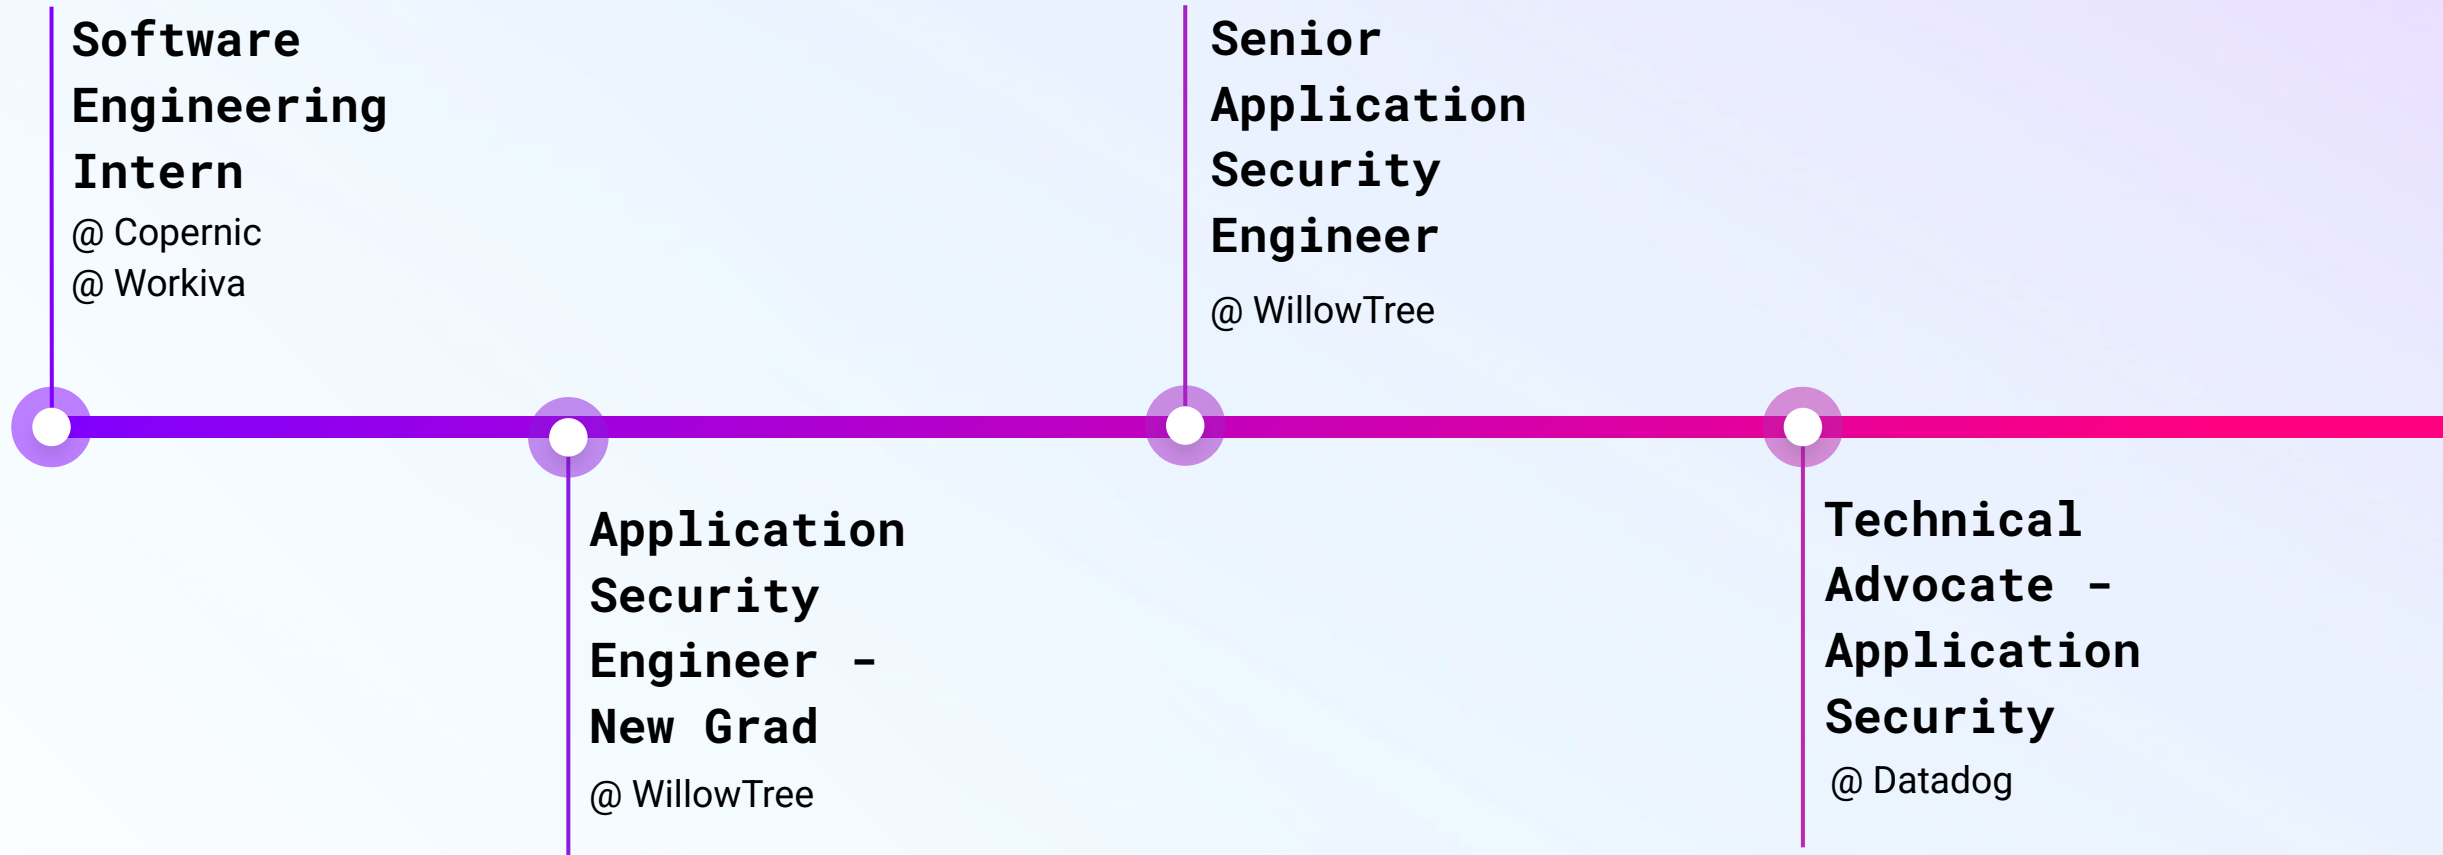 Software
Engineering
Intern
@ Copernic
@ Workiva
Application
Security
Engineer -
New Grad
@ WillowTree
Senior
Application
Security
Engineer
@ WillowTree
Technical
Advocate -
Application
Security
@ Datadog